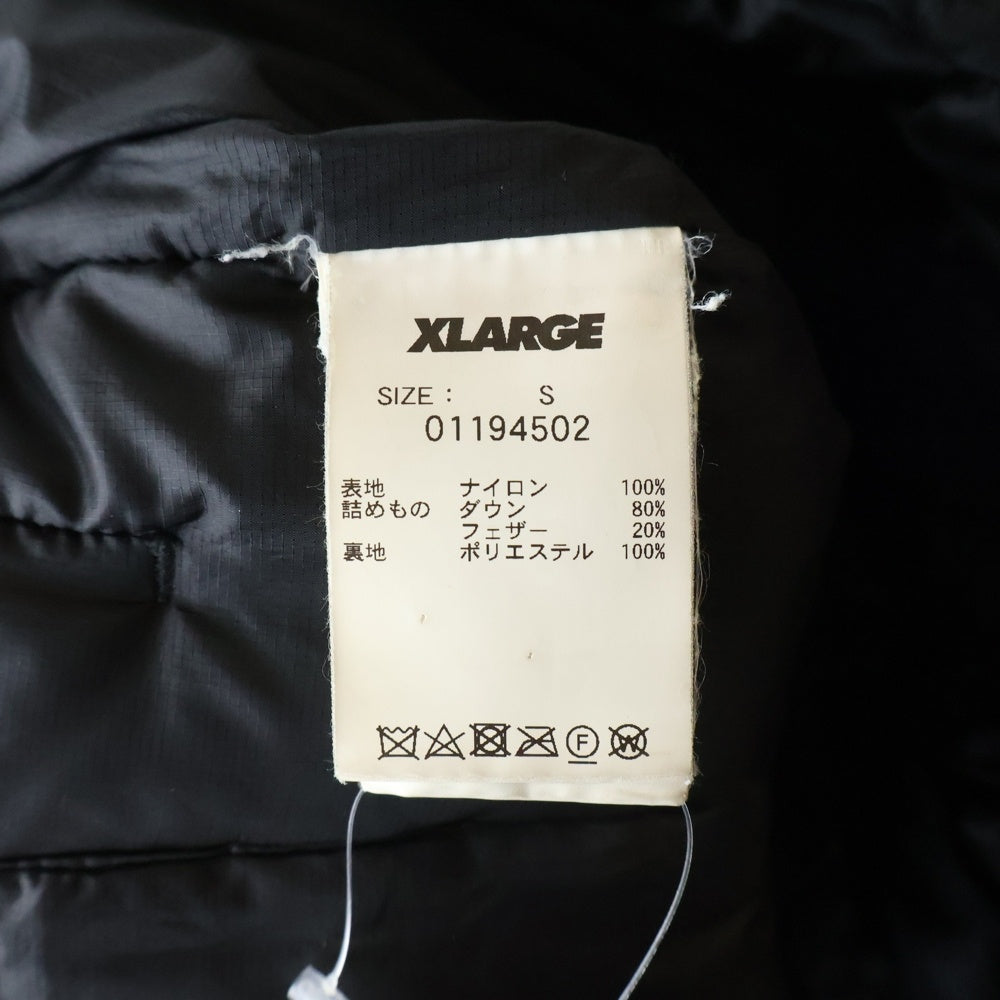 XLARGE
SIZE : S
01194502
表地 ナイロン 100%
詰めもの ダウン 80%
フェザー 20%
裏地 ポリエステル 100%
F W